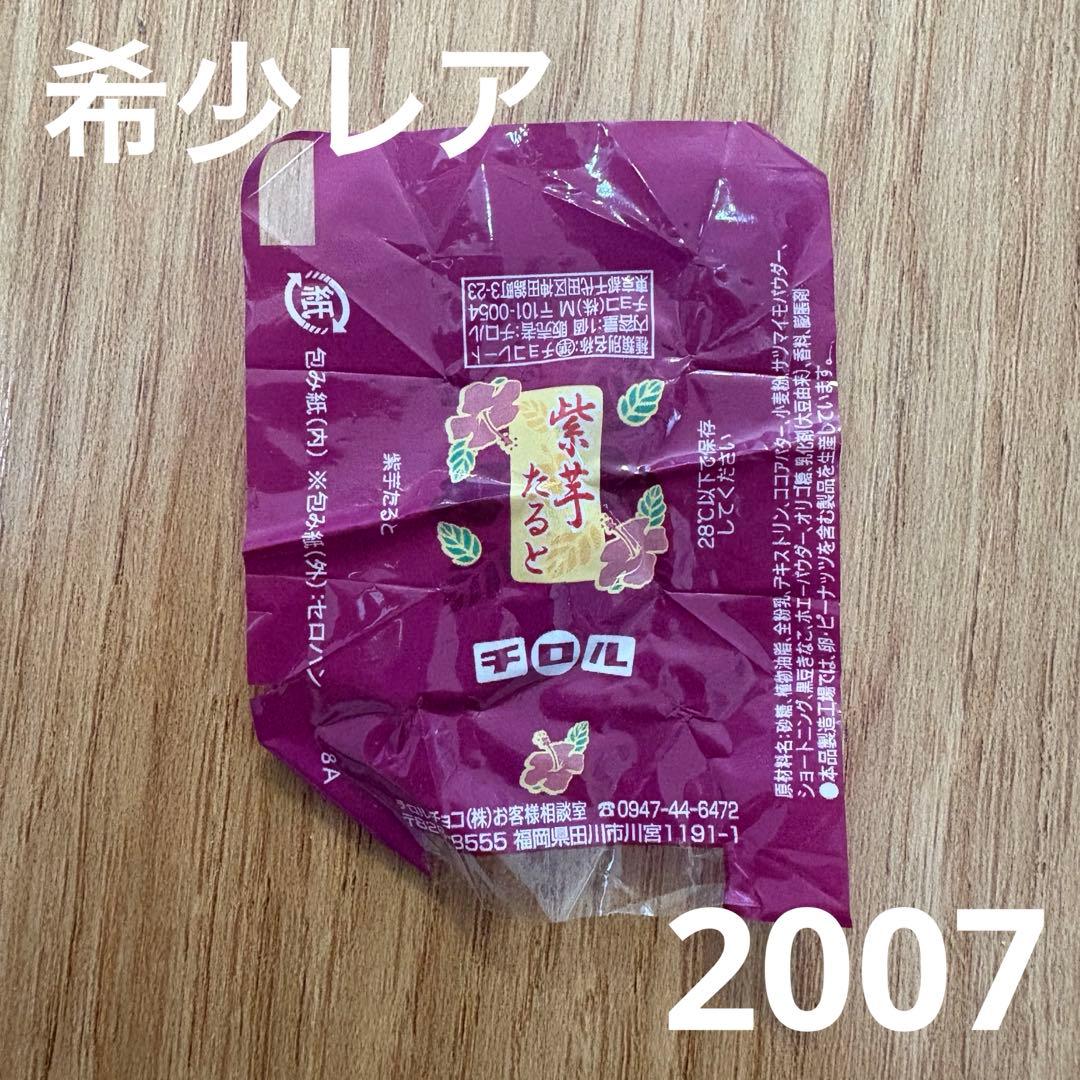 希少レア
種類別名称:㊤チョコレート
内容量:1個 販売者:チロル
チョコ(株)M 〒101-0054
東京都千代田区神田錦町3-23
紙
包み紙(内) ※包み紙(外):セロハン
紫芋たると
紫芋
たると
28℃以下で保存
してください
原材料名:砂糖、植物油脂、全粉乳、デキストリン、ココアバター、小麦粉、サツマイモパウダー、
ショートニング、黒豆きなこ、ホエーパウダー、オリゴ糖、乳化剤(大豆由来)、香料、膨脹剤
●本品製造工場では、卵・ピーナッツを含む製品を生産しています。
チロル
8A
チロルチョコ(株)お客様相談室 ☎0947-44-6472
8555 福岡県田川市川宮1191-1
2007